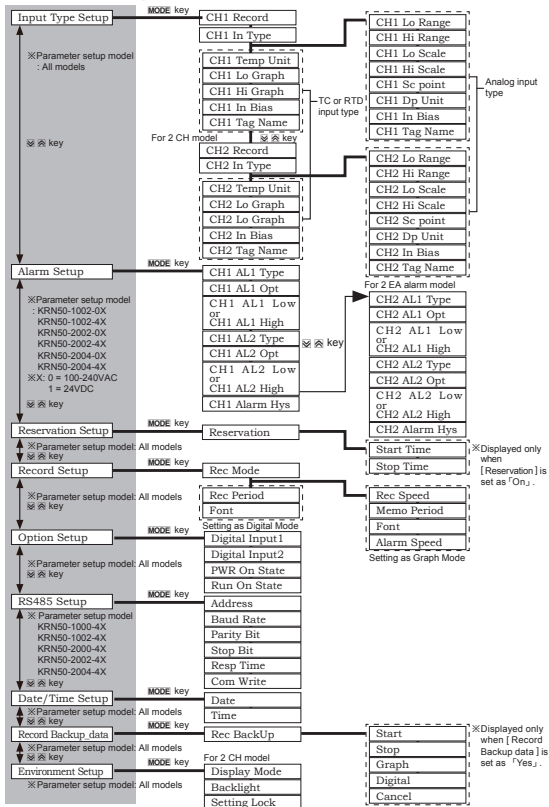 Input Type Setup
MODE key
※Parameter setup model
: All models
key
CH1 Record
CH1 In Type
CH1 Temp Unit
CH1 Lo Graph
CH1 Hi Graph
CH1 In Bias
CH1 Tag Name
TC or RTD
input type
For 2 CH
model
key
CH2 Record
CH2 In Type
CH2 Temp Unit
CH2 Lo Graph
CH2 Lo Graph
CH2 In Bias
CH2 Tag Name
CH1 Lo Range
CH1 Hi Range
CH1 Lo Scale
CH1 Hi Scale
CH1 Sc point
CH1 Dp Unit
CH1 In Bias
CH1 Tag Name
Analog input
type
CH2 Lo Range
CH2 Hi Range
CH2 Lo Scale
CH2 Hi Scale
CH2 Sc point
CH2 Dp Unit
CH2 In Bias
CH2 Tag Name
Alarm Setup
MODE key
※Parameter setup model
: KRN50-1002-0X
KRN50-1002-4X
KRN50-2002-0X
KRN50-2002-4X
KRN50-2004-0X
KRN50-2004-4X
※X: 0 = 100-240VAC
1 = 24VDC
key
CH1 AL1 Type
CH1 AL1 Opt
CH1 AL1 Low
or
CH1 AL1 High
CH1 AL2 Type
CH1 AL2 Opt
CH1 AL2 Low
or
CH1 AL2 High
CH1 Alarm Hys
key
For 2 EA alarm model
CH2 AL1 Type
CH2 AL1 Opt
CH2 AL1 Low
or
CH2 AL1 High
CH2 AL2 Type
CH2 AL2 Opt
CH2 AL2 Low
or
CH2 AL2 High
CH2 Alarm Hys
Reservation Setup
MODE key
※Parameter setup model: All models
key
Reservation
Start Time
Stop Time
※Displayed only
when
[Reservation] is
set as「On」.
Record Setup
MODE key
※Parameter setup model: All models
key
Rec Mode
Rec Period
Font
Setting as Digital Mode
Rec Speed
Memo Period
Font
Alarm Speed
Setting as Graph Mode
Option Setup
MODE key
※Parameter setup model: All models
key
Digital Input1
Digital Input2
PWR On State
Run On State
RS485 Setup
MODE key
※ Parameter setup model
KRN50-1000-4X
KRN50-1002-4X
KRN50-2000-4X
KRN50-2002-4X
KRN50-2004-4X
key
Address
Baud Rate
Parity Bit
Stop Bit
Resp Time
Com Write
Date/Time Setup
MODE key
※Parameter setup model: All models
key
Date
Time
Record Backup_data
MODE key
※Parameter setup model: All models
key
Rec BackUp
Start
Stop
Graph
Digital
Cancel
※Displayed only
when [ Record
Backup data ] is
set as 「Yes」.
Environment Setup
MODE key
※Parameter setup model: All models
For 2 CH model
Display Mode
Backlight
Setting Lock